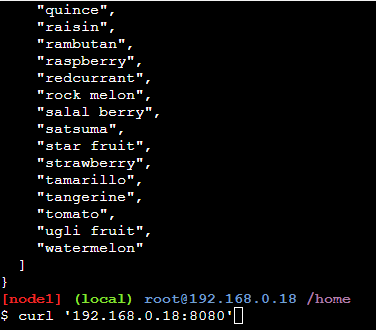 "quince",
"raisin",
"rambutan",
"raspberry",
"redcurrant",
"rock melon",
"salal berry",
"satsuma",
"star fruit",
"strawberry",
"tamarillo",
"tangerine",
"tomato",
"ugli fruit",
"watermelon"
]
}
[node1] (local) root@192.168.0.18 /home
$ curl '192.168.0.18:8080'